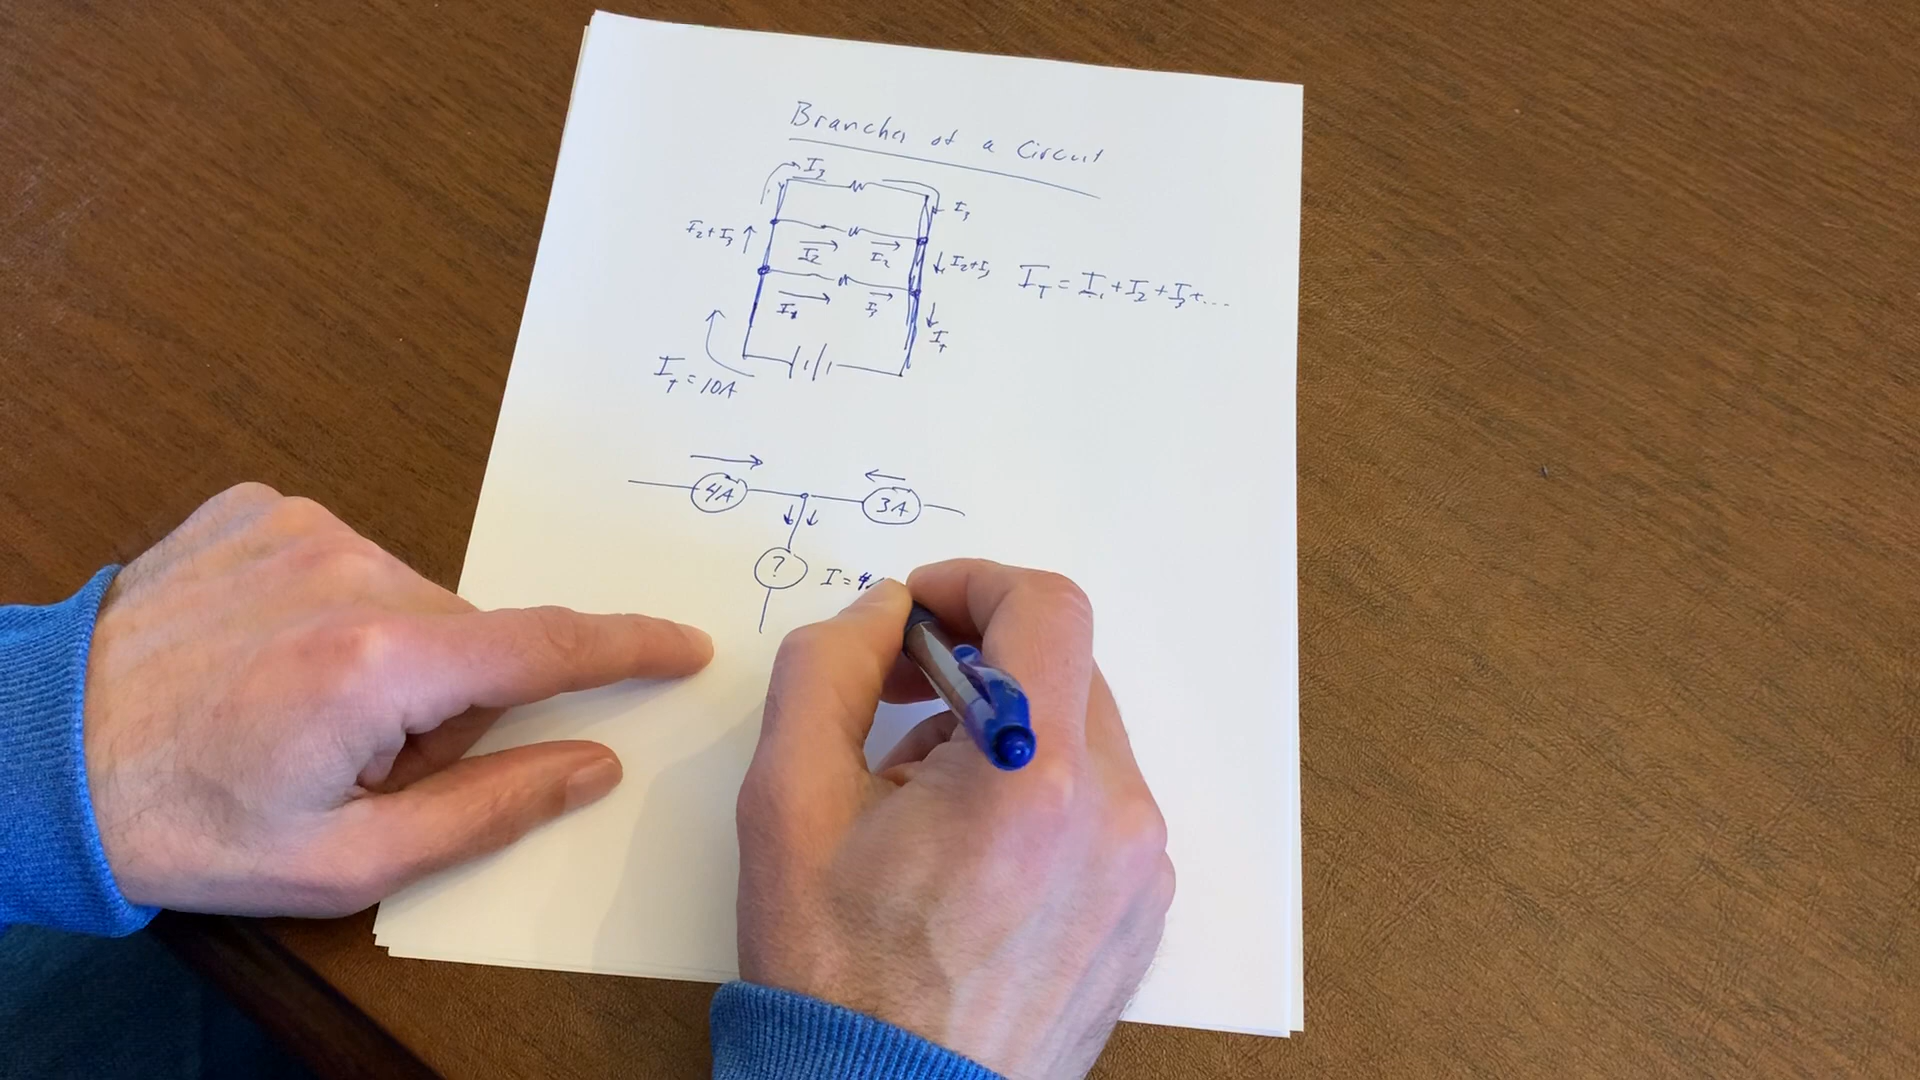 Branches of a Circuit
I3
I3
I2+I3
I2 I2
I2+I3
IT = I1+I2+I3+...
I1 I1
IT
IT=10A
4A 3A
? I=4